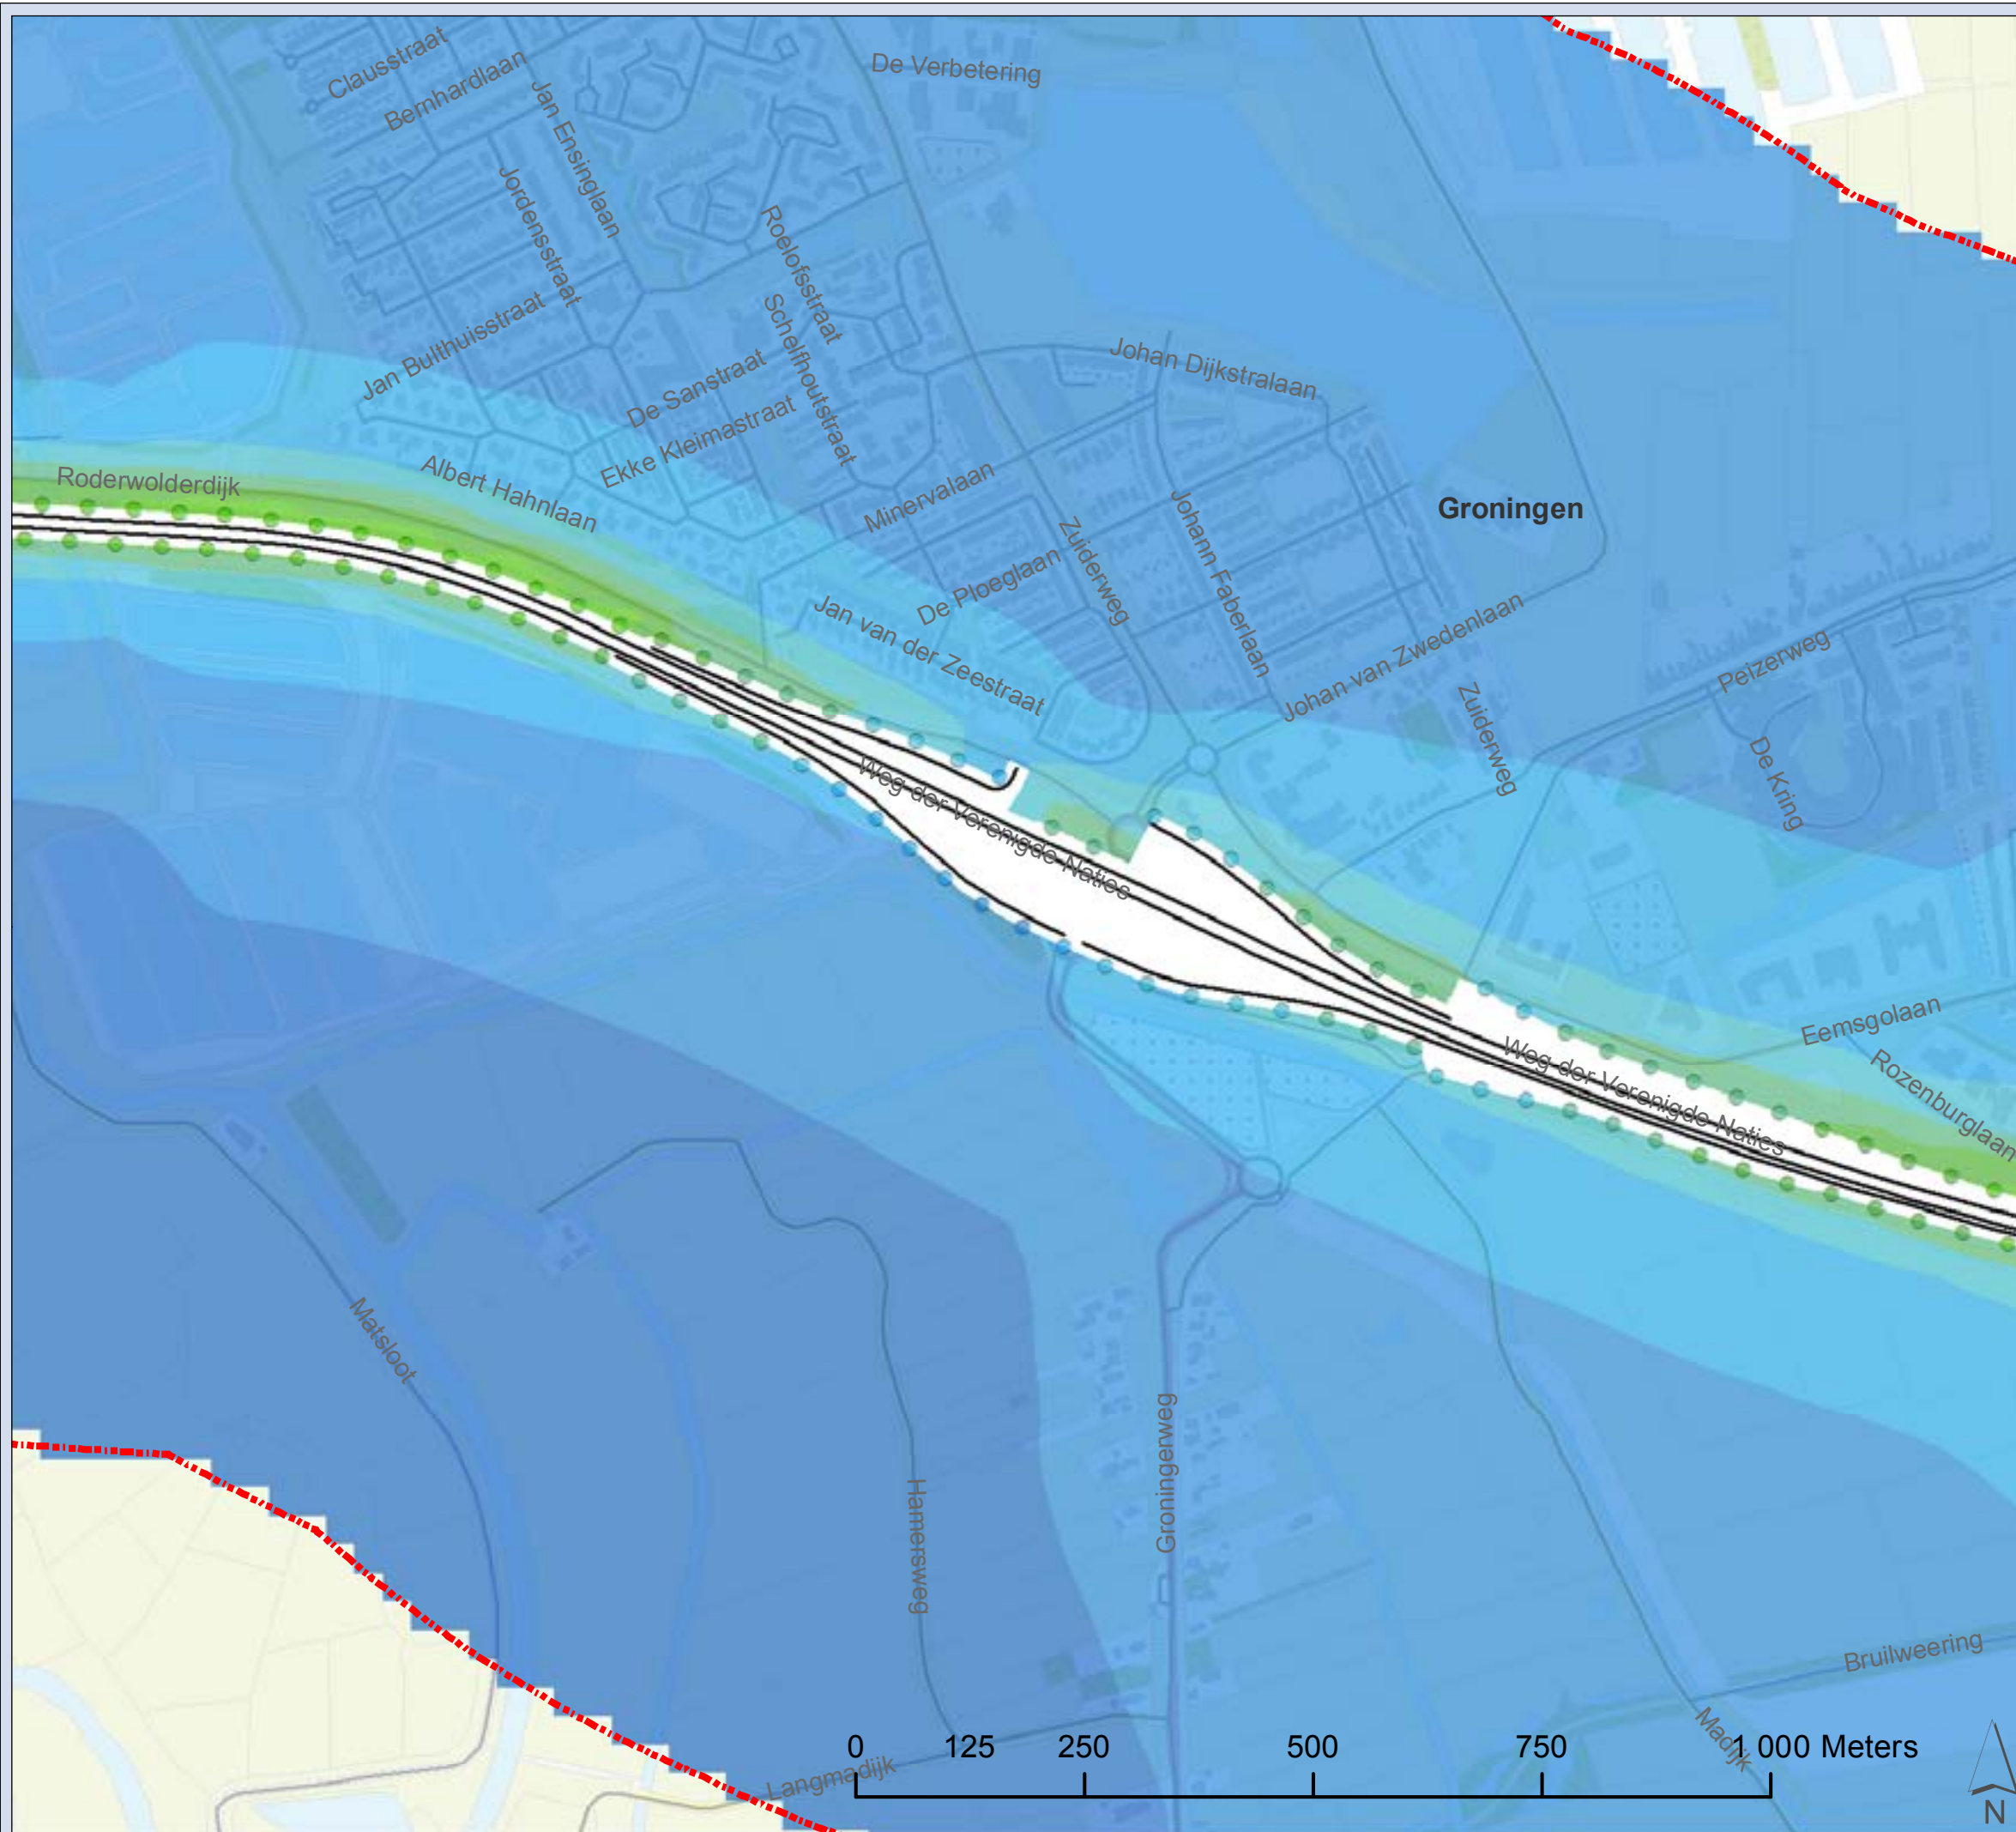 Clausstraat
Bernhardlaan
Jan Ensinglaan
De Verbetering
Jordensstraat
Roelofsstraat
Schelfhoutstraat
Jan Bulthuisstraat
De Sanstraat
Ekke Kleimastraat
Johan Dijkstralaan
Roderwolderdijk
Albert Hahnlaan
Minervalaan
Groningen
Zuiderweg
Johann Faberlaan
De Ploeglaan
Jan van der Zeestraat
Johan van Zwedenlaan
Peizerweg
Zuiderweg
De Kring
Weg der Verenigde Naties
Eemsgolaan
Weg der Verenigde Naties
Rozenburglaan
Matsloot
Groningerweg
Hamersweg
Bruilweering
Madijk
Langmadijk
0 125 250 500 750 1 000 Meters
N